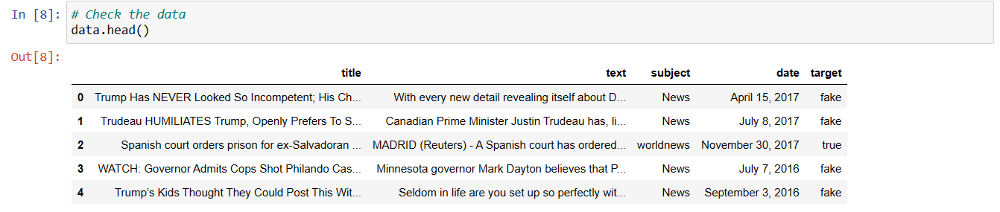 In [8]: # Check the data
data.head()
Out[8]:
title text subject date target
0 Trump Has NEVER Looked So Incompetent; His Ch... With every new detail revealing itself about D... News April 15, 2017 fake
1 Trudeau HUMILIATES Trump, Openly Prefers To S... Canadian Prime Minister Justin Trudeau has, li... News July 8, 2017 fake
2 Spanish court orders prison for ex-Salvadoran ... MADRID (Reuters) - A Spanish court has ordered... worldnews November 30, 2017 true
3 WATCH: Governor Admits Cops Shot Philando Cas... Minnesota governor Mark Dayton believes that P... News July 7, 2016 fake
4 Trump’s Kids Thought They Could Post This Wit... Seldom in life are you set up so perfectly wit... News September 3, 2016 fake